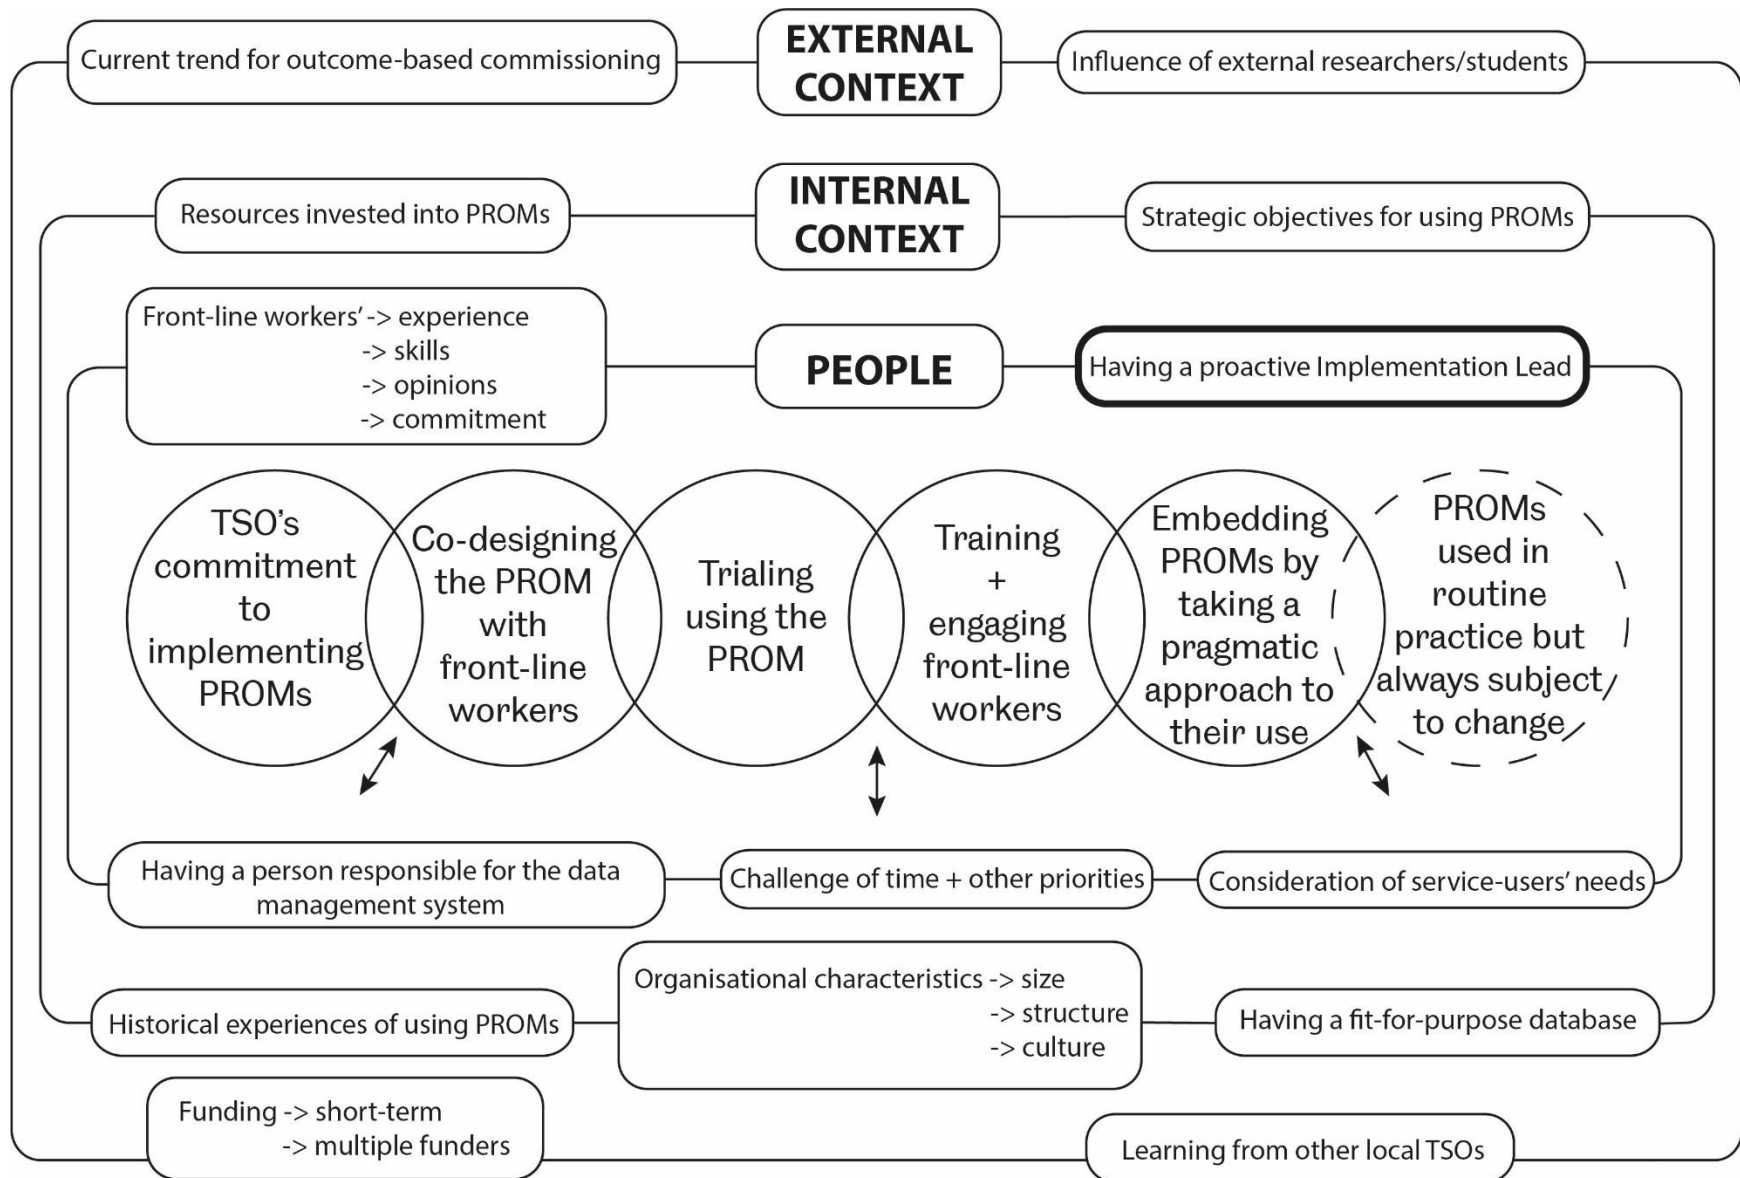 Current trend for outcome-based commissioning
EXTERNAL
CONTEXT
Influence of external researchers/students
Resources invested into PROMs
INTERNAL
CONTEXT
Strategic objectives for using PROMs
Front-line workers’ -> experience
-> skills
-> opinions
-> commitment
PEOPLE
Having a proactive Implementation Lead
TSO’s
commitment
to
implementing
PROMs
Co-designing
the PROM
with
front-line
workers
Trialing
using the
PROM
Training
+
engaging
front-line
workers
Embedding
PROMs by
taking a
pragmatic
approach to
their use
PROMs
used in
routine
practice but
always subject
to change
Having a person responsible for the data
management system
Challenge of time + other priorities
Consideration of service-users’ needs
Historical experiences of using PROMs
Organisational characteristics -> size
-> structure
-> culture
Having a fit-for-purpose database
Funding -> short-term
-> multiple funders
Learning from other local TSOs